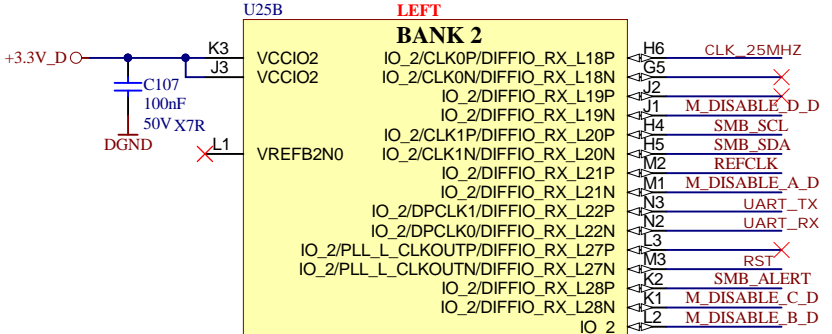 U25B LEFT
BANK 2
+3.3V_D K3 VCCIO2 IO_2/CLK0P/DIFFIO_RX_L18P H6 CLK_25MHZ
J3 VCCIO2 IO_2/CLK0N/DIFFIO_RX_L18N G5
IO_2/DIFFIO_RX_L19P J2
C107
100nF
50V X7R
DGND
IO_2/DIFFIO_RX_L19N J1 M_DISABLE_D_D
IO_2/CLK1P/DIFFIO_RX_L20P H4 SMB_SCL
L1 VREFB2N0 IO_2/CLK1N/DIFFIO_RX_L20N H5 SMB_SDA
IO_2/DIFFIO_RX_L21P M2 REFCLK
IO_2/DIFFIO_RX_L21N M1 M_DISABLE_A_D
IO_2/DPCLK1/DIFFIO_RX_L22P N3 UART_TX
IO_2/DPCLK0/DIFFIO_RX_L22N N2 UART_RX
IO_2/PLL_L_CLKOUTP/DIFFIO_RX_L27P L3
IO_2/PLL_L_CLKOUTN/DIFFIO_RX_L27N M3 RST
IO_2/DIFFIO_RX_L28P K2 SMB_ALERT
IO_2/DIFFIO_RX_L28N K1 M_DISABLE_C_D
IO_2 L2 M_DISABLE_B_D